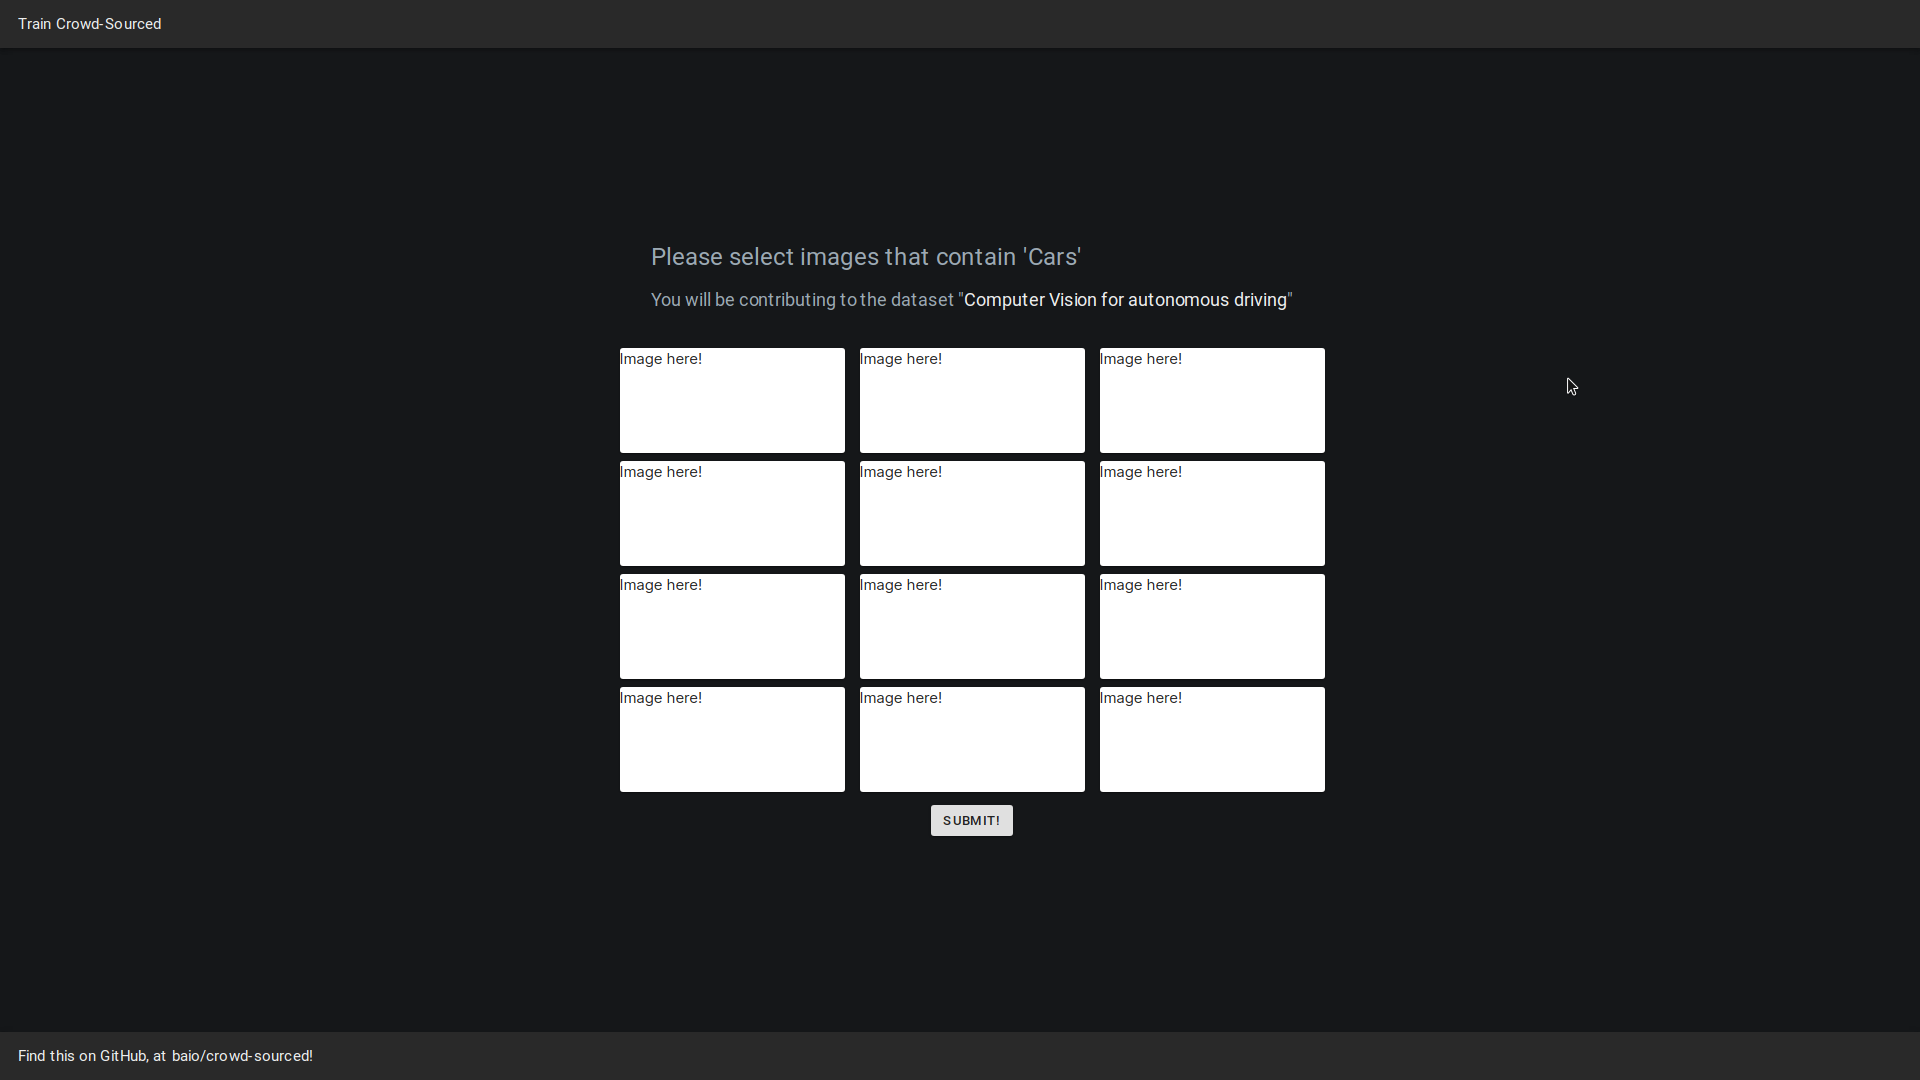 Train Crowd-Sourced
Please select images that contain 'Cars'
You will be contributing to the dataset "Computer Vision for autonomous driving"
Image here! Image here! Image here!
Image here! Image here! Image here!
Image here! Image here! Image here!
Image here! Image here! Image here!
SUBMIT!
Find this on GitHub, at baio/crowd-sourced!